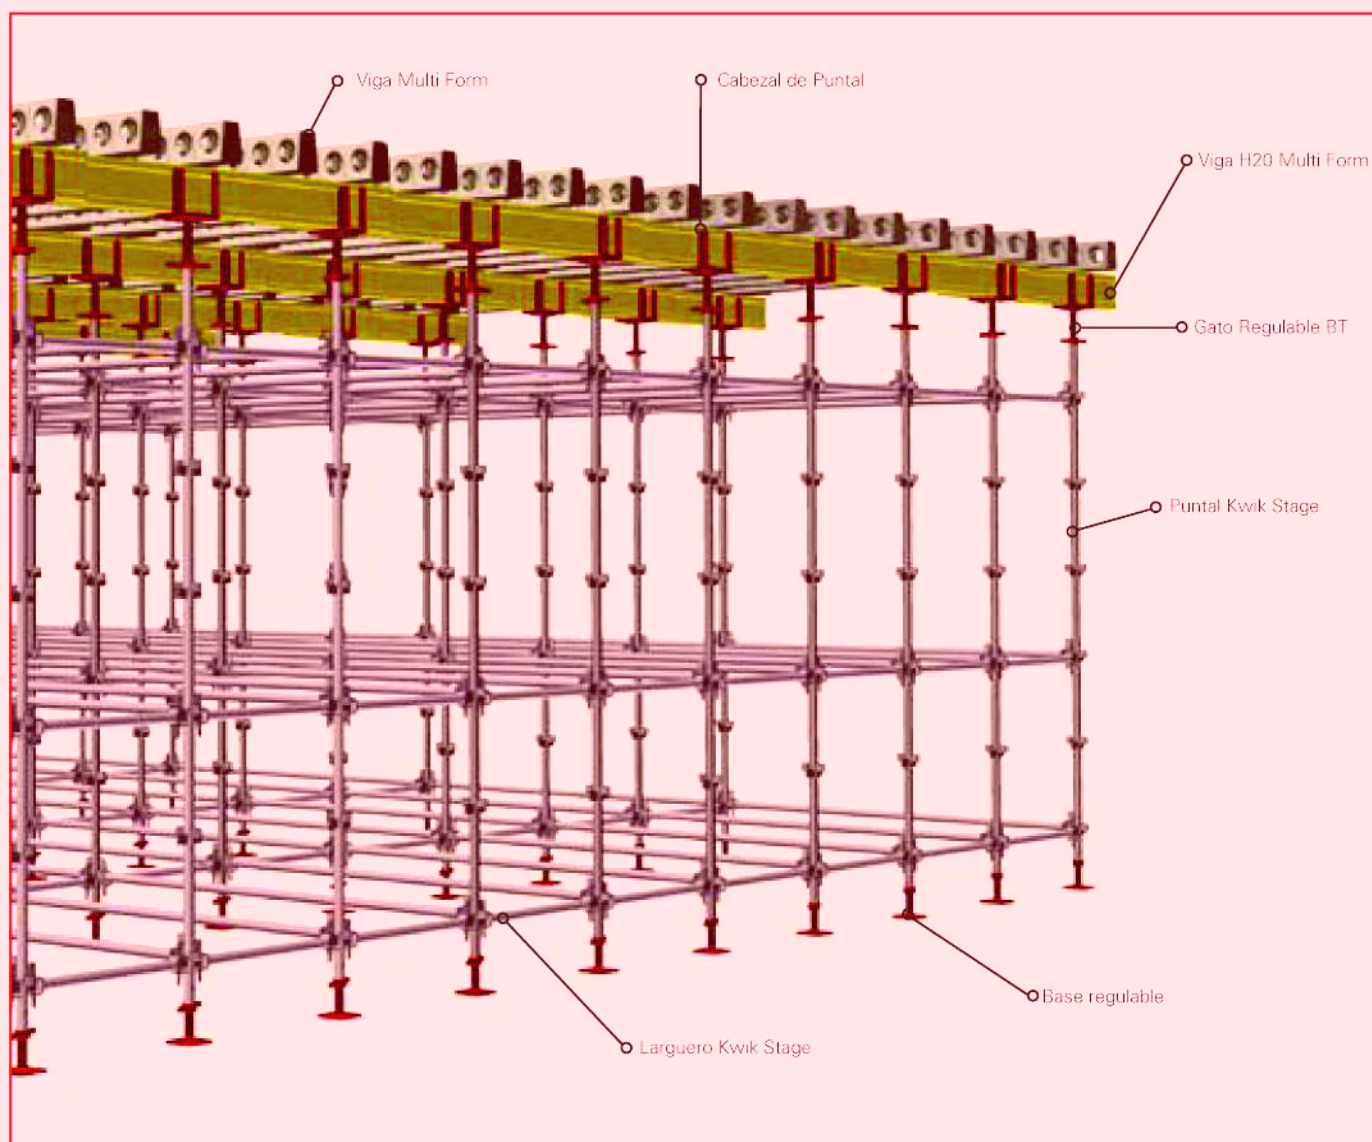 Viga Multi Form
Cabezal de Puntal
Viga H20 Multi Form
Gato Regulable BT
Puntal Kwik Stage
Base regulable
Larguero Kwik Stage